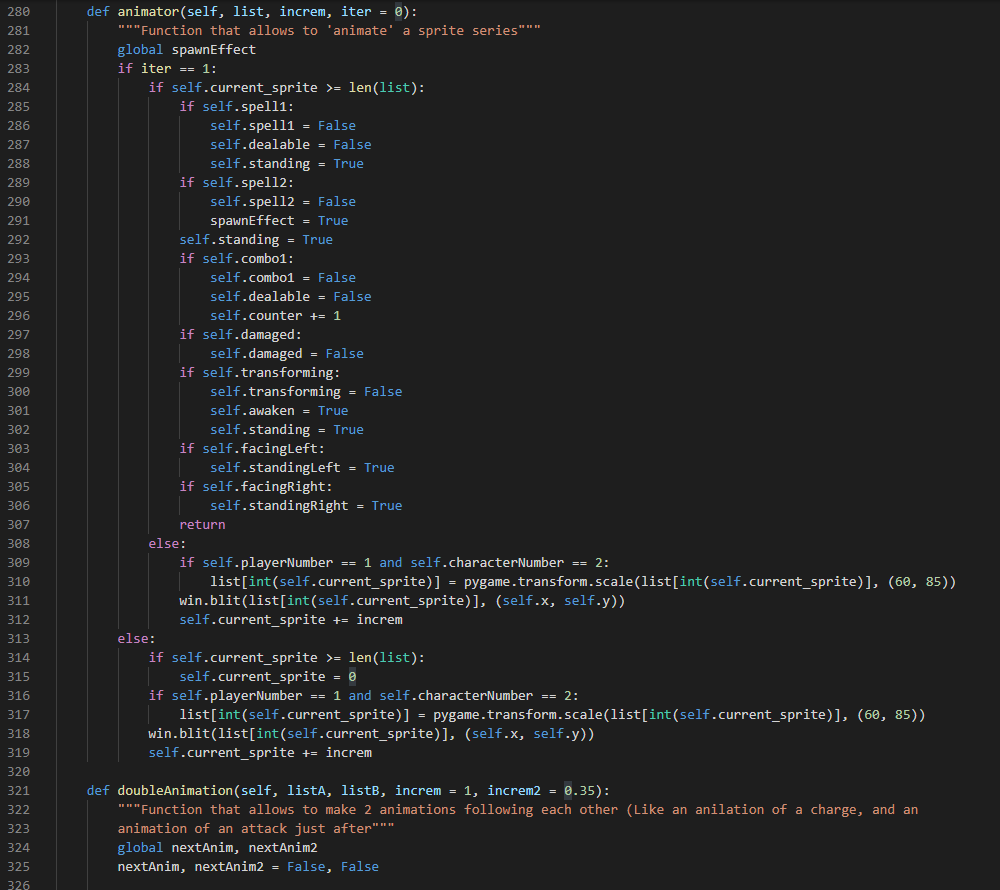 280 def animator(self, list, increm, iter = 0):
281 """Function that allows to 'animate' a sprite series"""
282 global spawnEffect
283 if iter == 1:
284 if self.current_sprite >= len(list):
285 if self.spell1:
286 self.spell1 = False
287 self.dealable = False
288 self.standing = True
289 if self.spell2:
290 self.spell2 = False
291 spawnEffect = True
292 self.standing = True
293 if self.combo1:
294 self.combo1 = False
295 self.dealable = False
296 self.counter += 1
297 if self.damaged:
298 self.damaged = False
299 if self.transforming:
300 self.transforming = False
301 self.awaken = True
302 self.standing = True
303 if self.facingLeft:
304 self.standingLeft = True
305 if self.facingRight:
306 self.standingRight = True
307 return
308 else:
309 if self.playerNumber == 1 and self.characterNumber == 2:
310 list[int(self.current_sprite)] = pygame.transform.scale(list[int(self.current_sprite)], (60, 85))
311 win.blit(list[int(self.current_sprite)], (self.x, self.y))
312 self.current_sprite += increm
313 else:
314 if self.current_sprite >= len(list):
315 self.current_sprite = 0
316 if self.playerNumber == 1 and self.characterNumber == 2:
317 list[int(self.current_sprite)] = pygame.transform.scale(list[int(self.current_sprite)], (60, 85))
318 win.blit(list[int(self.current_sprite)], (self.x, self.y))
319 self.current_sprite += increm
320
321 def doubleAnimation(self, listA, listB, increm = 1, increm2 = 0.35):
322 """Function that allows to make 2 animations following each other (Like an anilation of a charge, and an
323 animation of an attack just after"""
324 global nextAnim, nextAnim2
325 nextAnim, nextAnim2 = False, False
326